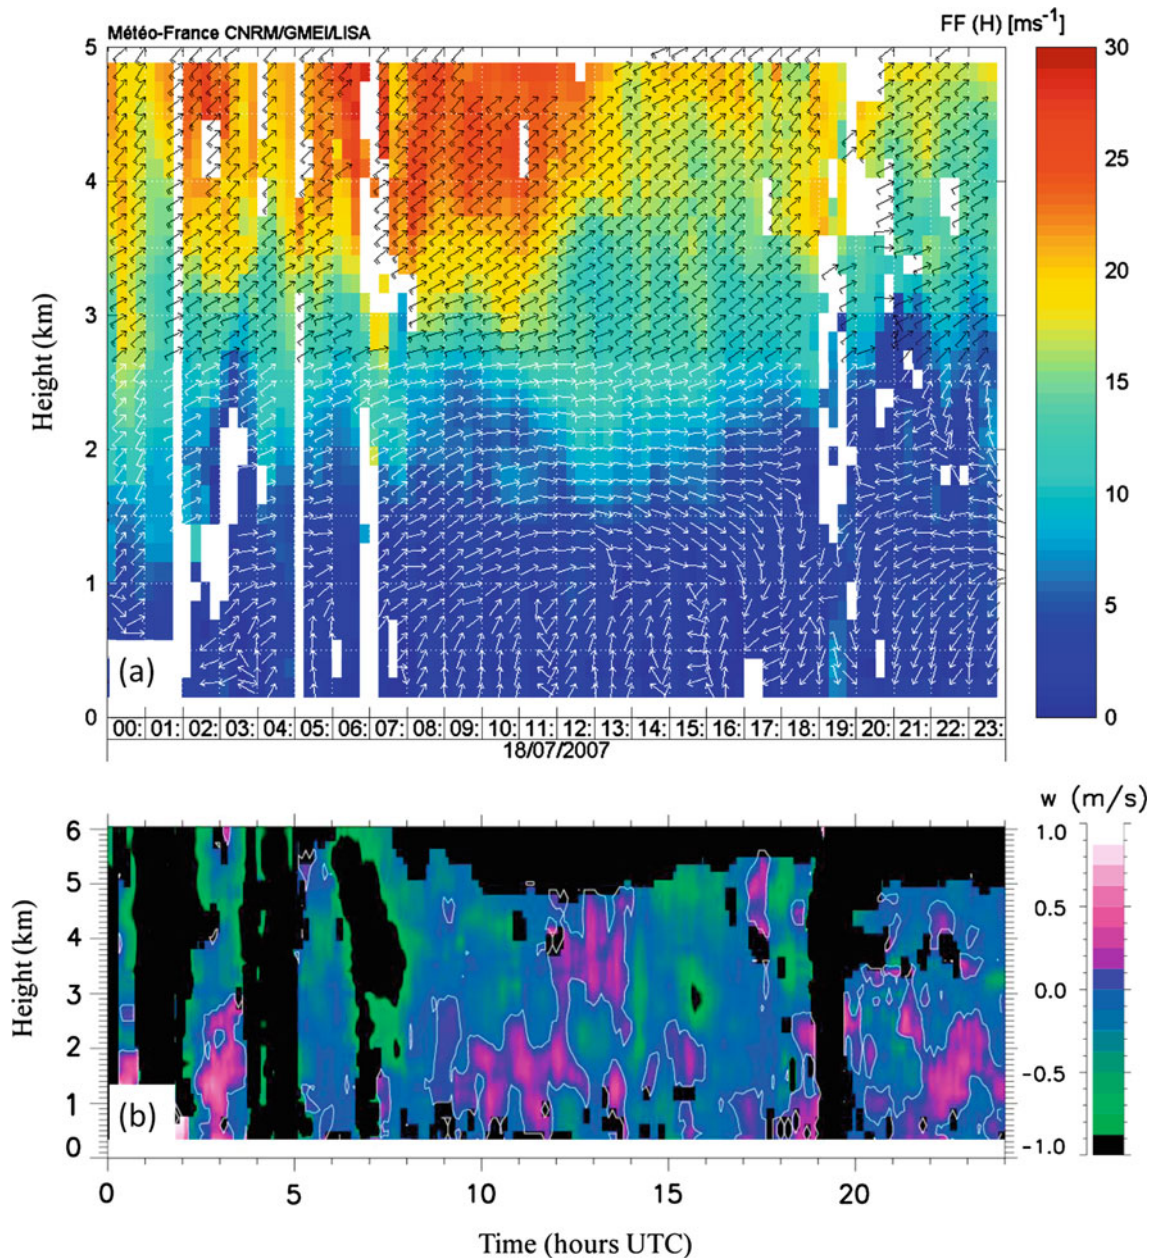 Météo-France CNRM/GMEI/LISA
FF (H) [ms-1]
5
4
3
2
1
0
Height (km)
30
25
20
15
10
5
0
(a)
00: 01: 02: 03: 04: 05: 06: 07: 08: 09: 10: 11: 12: 13: 14: 15: 16: 17: 18: 19: 20: 21: 22: 23:
18/07/2007
w (m/s)
6
5
4
3
2
1
0
Height (km)
1.0
0.5
0.0
-0.5
-1.0
(b)
0 5 10 15 20
Time (hours UTC)